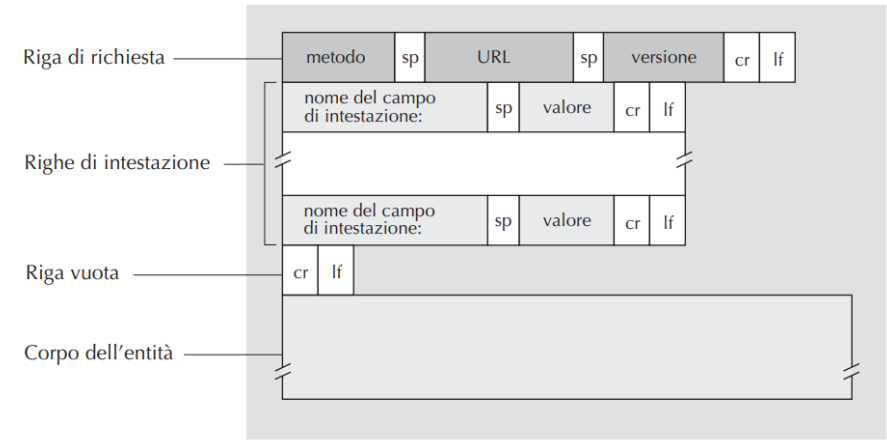 Riga di richiesta
metodo sp URL sp versione cr lf
nome del campo
di intestazione:
sp valore cr lf
Righe di intestazione
nome del campo
di intestazione:
sp valore cr lf
Riga vuota
cr lf
Corpo dell'entità